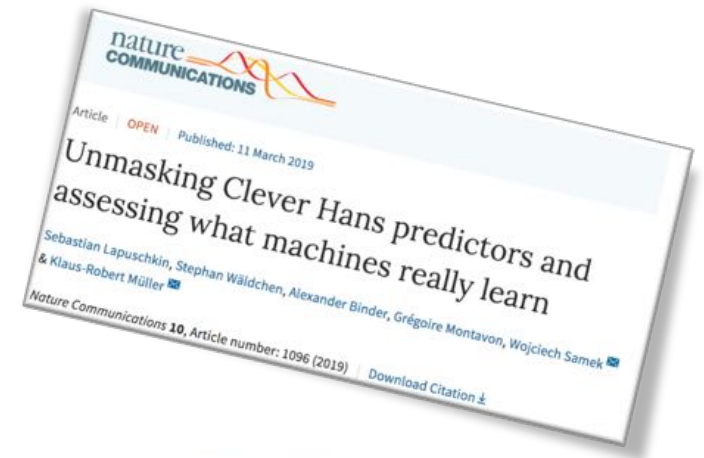 nature
COMMUNICATIONS
Article | OPEN | Published: 11 March 2019
Unmasking Clever Hans predictors and
assessing what machines really learn
Sebastian Lapuschkin, Stephan Wäldchen, Alexander Binder, Grégoire Montavon, Wojciech Samek
& Klaus-Robert Müller
Nature Communications 10, Article number: 1096 (2019) | Download Citation